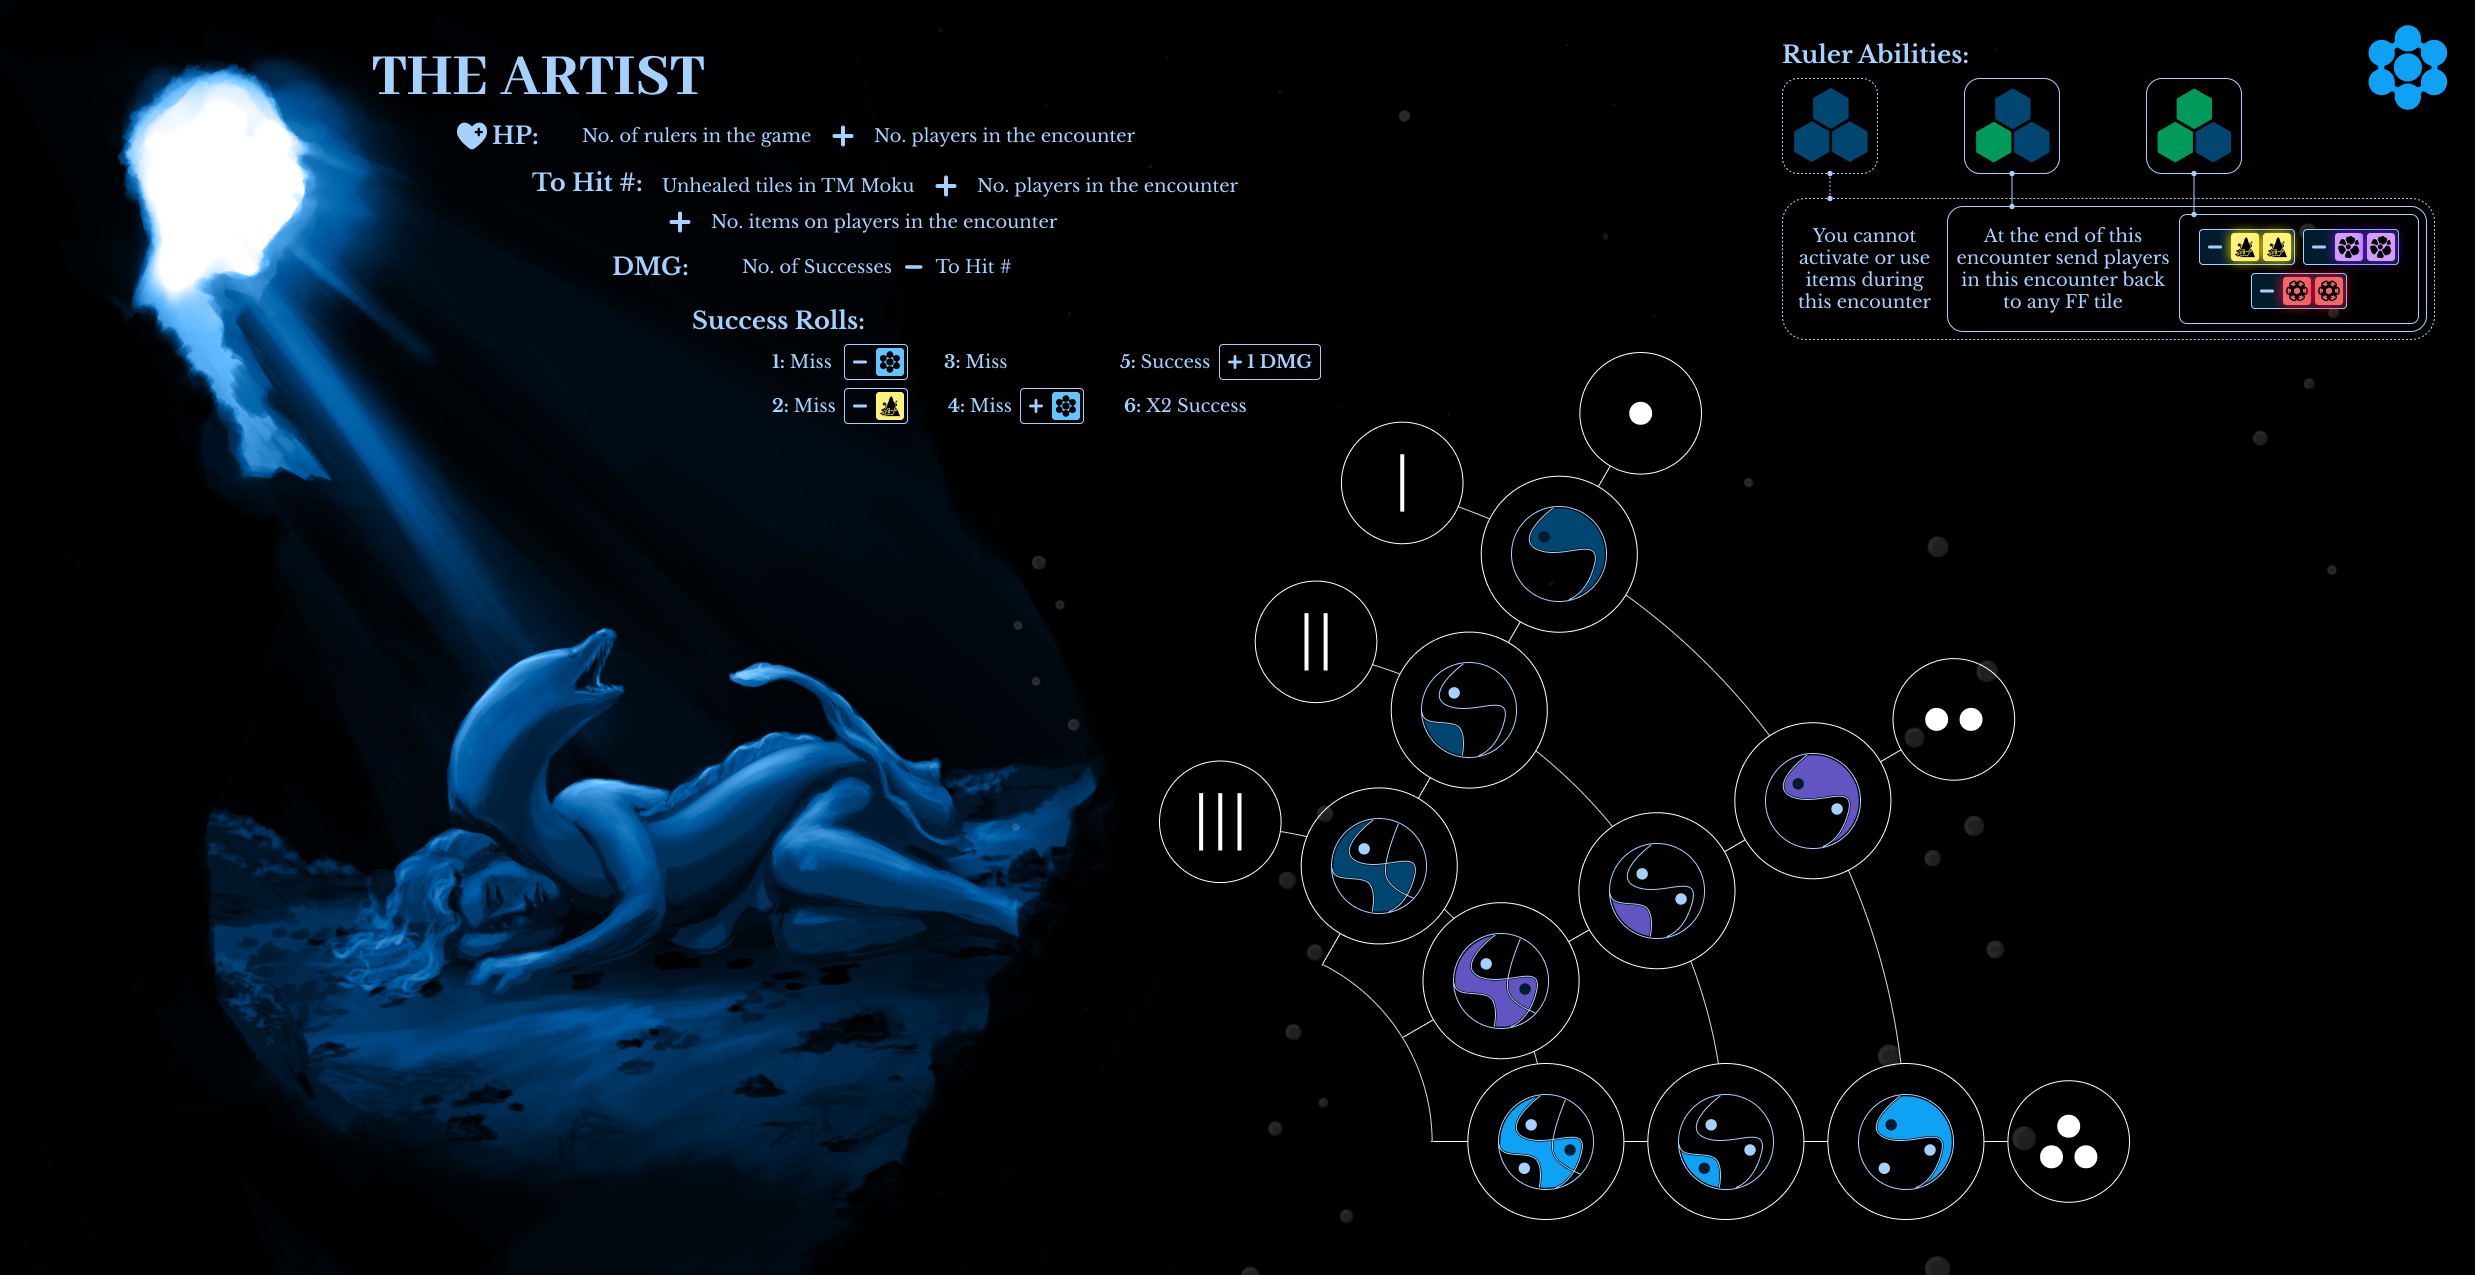 THE ARTIST
HP: No. of rulers in the game + No. players in the encounter
To Hit #: Unhealed tiles in TM Moku + No. players in the encounter
+ No. items on players in the encounter
DMG: No. of Successes − To Hit #
Success Rolls:
1: Miss − 3: Miss 5: Success +1 DMG
2: Miss − 4: Miss + 6: X2 Success
Ruler Abilities:
You cannot
activate or use
items during
this encounter
At the end of this
encounter send players
in this encounter back
to any FF tile
− −
−